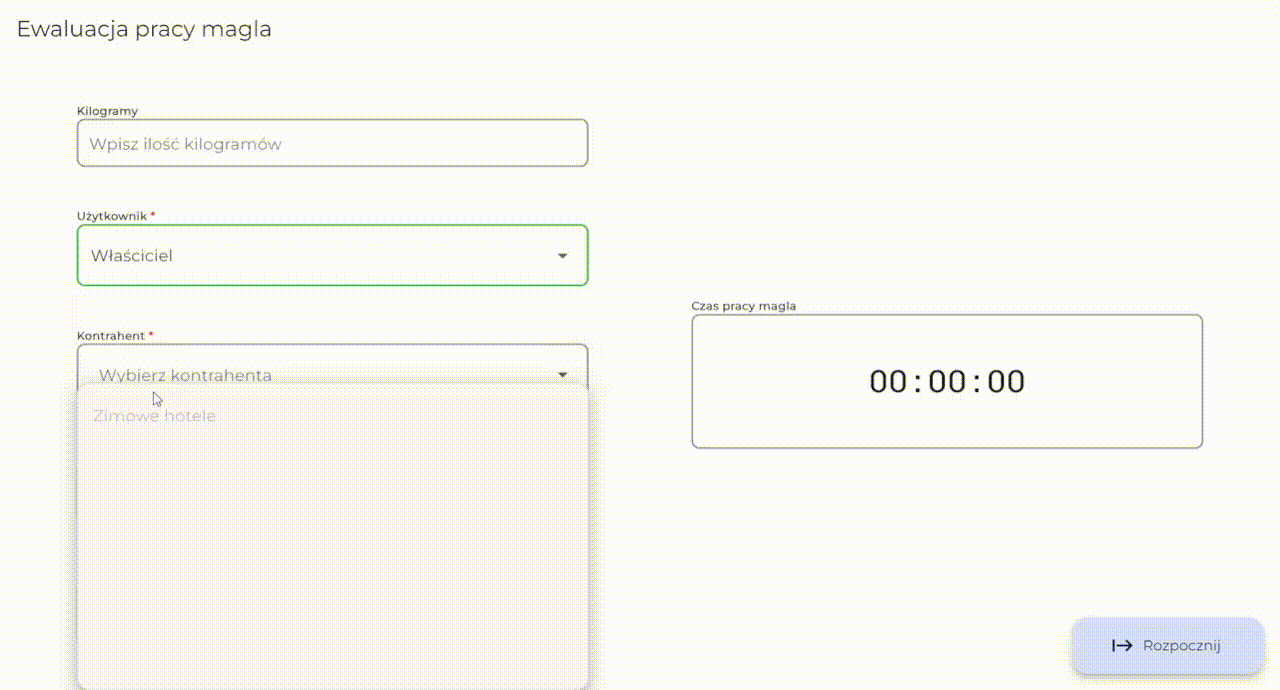 Ewaluacja pracy magla
Kilogramy
Wpisz ilość kilogramów
Użytkownik *
Właściciel
Kontrahent *
Wybierz kontrahenta
Zimowe hotele
Czas pracy magla
00:00:00
Rozpocznij